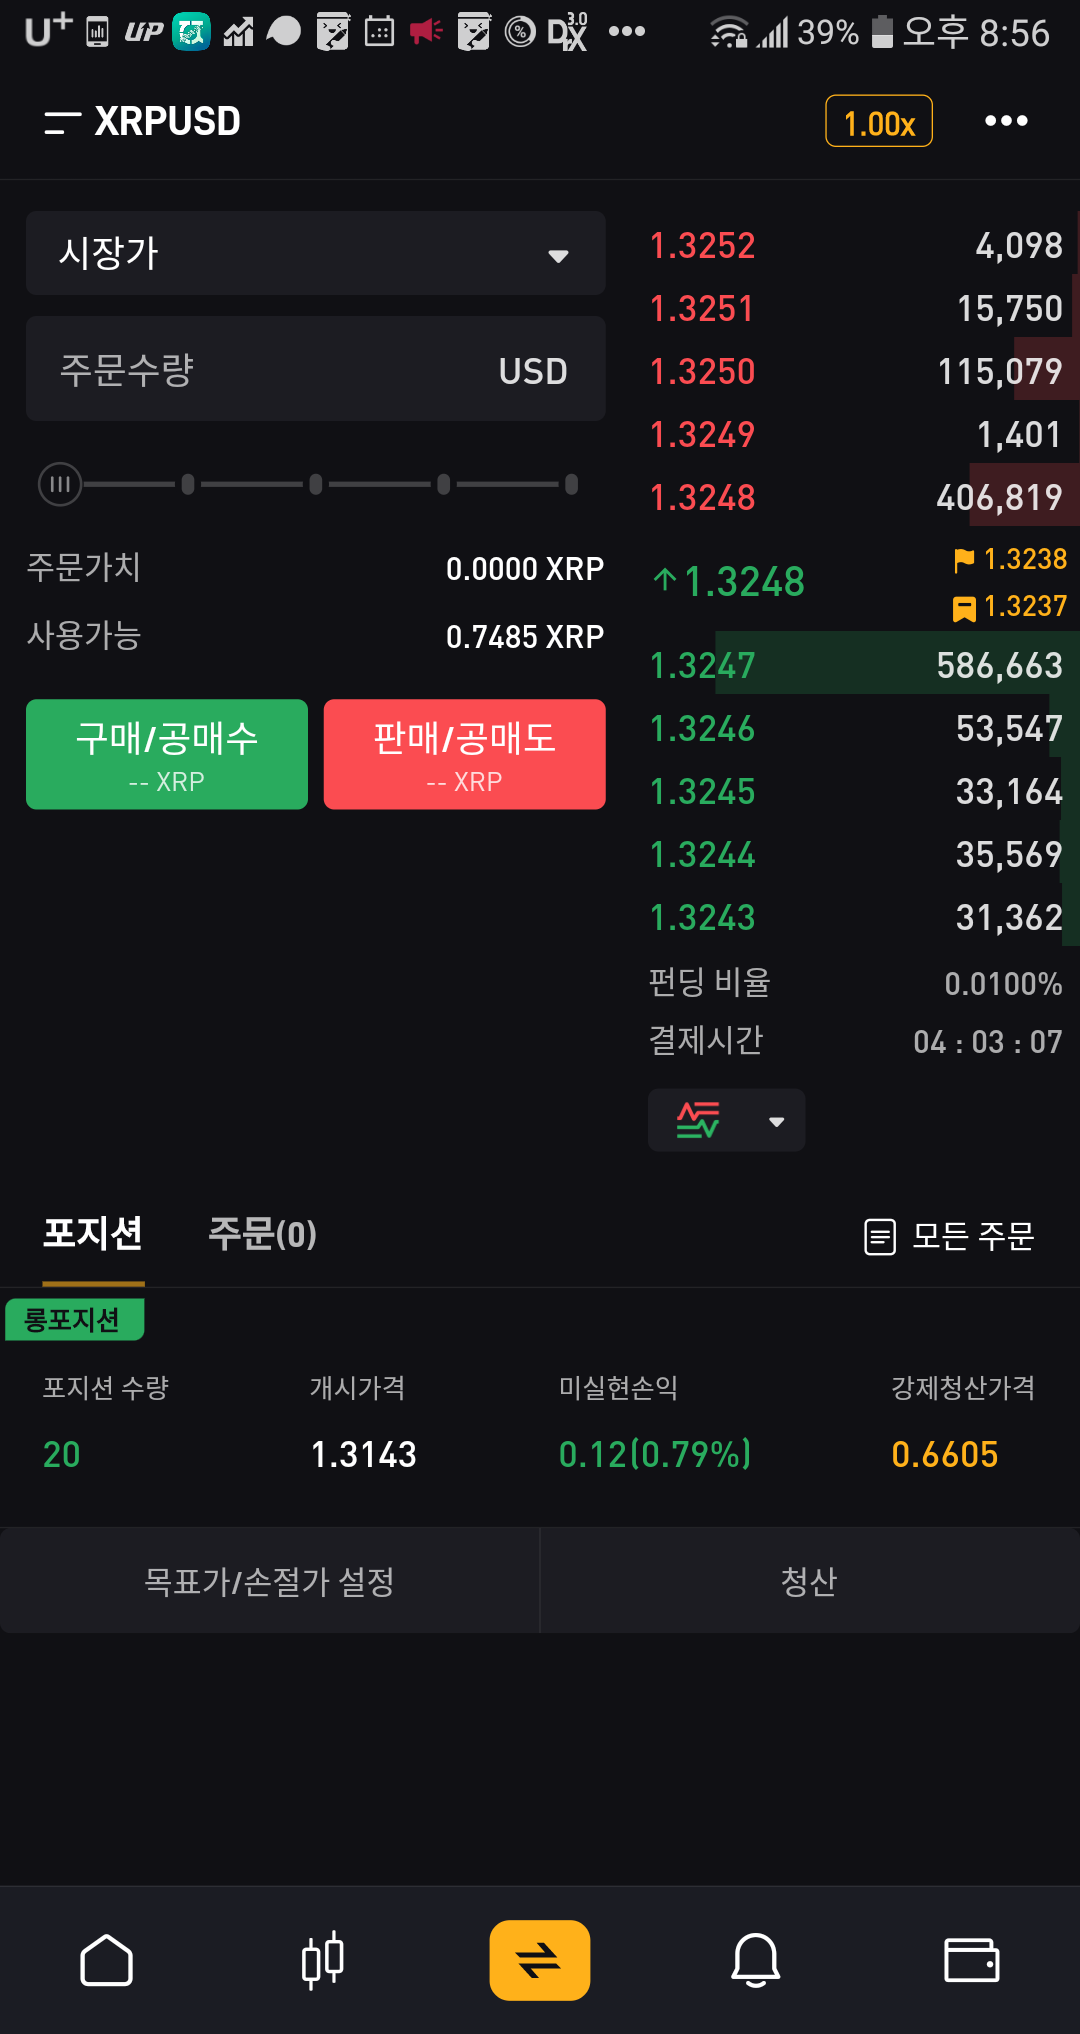 U+ UP DX 3.0 ••• 39% 오후 8:56
XRPUSD 1.00x •••
시장가
주문수량 USD
주문가치 0.0000 XRP
사용가능 0.7485 XRP
구매/공매수 판매/공매도
-- XRP -- XRP
1.3252 4,098
1.3251 15,750
1.3250 115,079
1.3249 1,401
1.3248 406,819
↑1.3248 1.3238
1.3237
1.3247 586,663
1.3246 53,547
1.3245 33,164
1.3244 35,569
1.3243 31,362
펀딩 비율 0.0100%
결제시간 04 : 03 : 07
포지션 주문(0) 모든 주문
롱포지션
포지션 수량 개시가격 미실현손익 강제청산가격
20 1.3143 0.12(0.79%) 0.6605
목표가/손절가 설정 청산